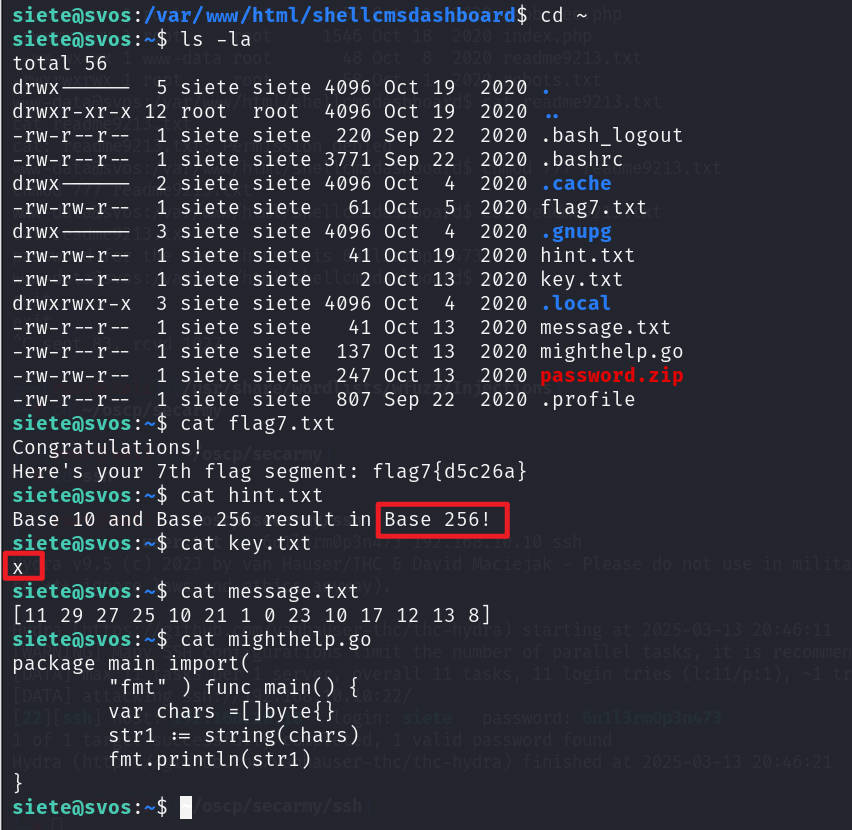 siete@svos:/var/www/html/shellcmsdashboard$ cd ~
siete@svos:~$ ls -la
total 56
drwx------  5 siete siete 4096 Oct 19  2020 .
drwxr-xr-x 12 root  root  4096 Oct 19  2020 ..
-rw-r--r--  1 siete siete  220 Sep 22  2020 .bash_logout
-rw-r--r--  1 siete siete 3771 Sep 22  2020 .bashrc
drwx------  2 siete siete 4096 Oct  4  2020 .cache
-rw-rw-r--  1 siete siete   61 Oct  5  2020 flag7.txt
drwx------  3 siete siete 4096 Oct  4  2020 .gnupg
-rw-rw-r--  1 siete siete   41 Oct 19  2020 hint.txt
-rw-r--r--  1 siete siete    2 Oct 13  2020 key.txt
drwxrwxr-x  3 siete siete 4096 Oct  4  2020 .local
-rw-r--r--  1 siete siete   41 Oct 13  2020 message.txt
-rw-r--r--  1 siete siete  137 Oct 13  2020 mighthelp.go
-rw-rw-r--  1 siete siete  247 Oct 13  2020 password.zip
-rw-r--r--  1 siete siete  807 Sep 22  2020 .profile
siete@svos:~$ cat flag7.txt
Congratulations!
Here's your 7th flag segment: flag7{d5c26a}
siete@svos:~$ cat hint.txt
Base 10 and Base 256 result in Base 256!
siete@svos:~$ cat key.txt
x
siete@svos:~$ cat message.txt
[11 29 27 25 10 21 1 0 23 10 17 12 13 8]
siete@svos:~$ cat mighthelp.go
package main import(
        "fmt" ) func main() {
        var chars =[]byte{}
        str1 := string(chars)
        fmt.println(str1)
}
siete@svos:~$